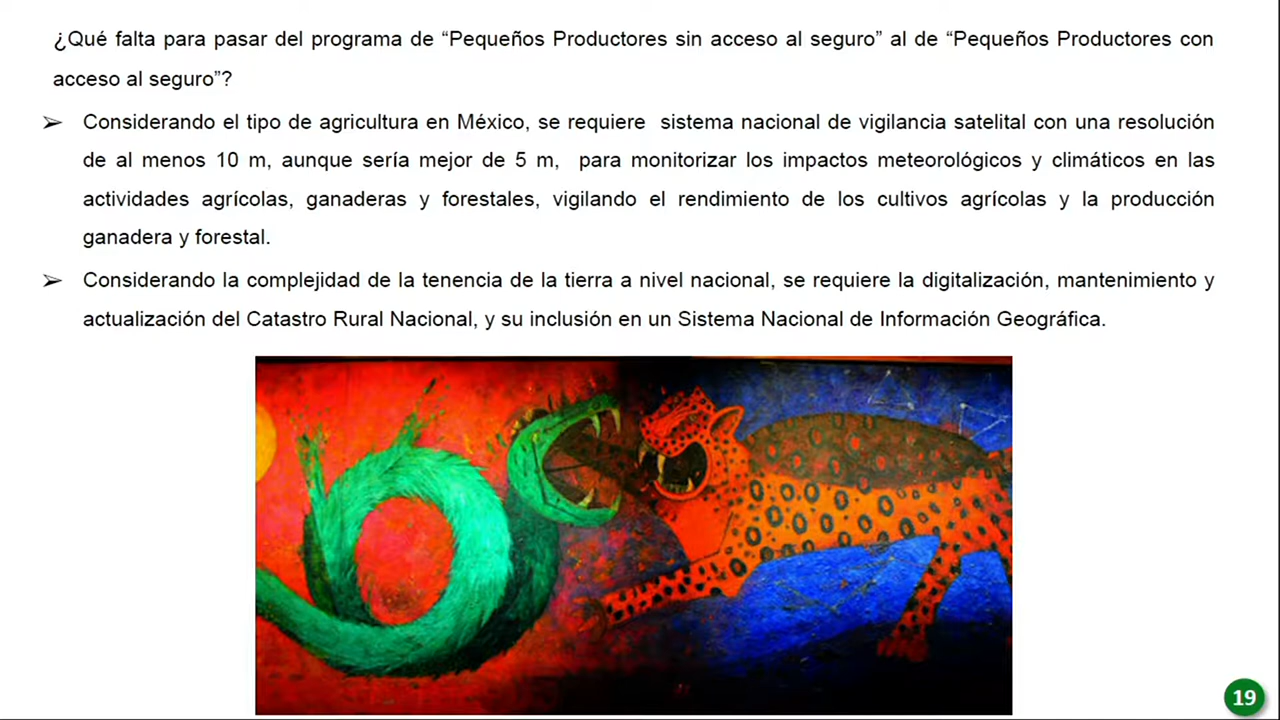 ¿Qué falta para pasar del programa de “Pequeños Productores sin acceso al seguro” al de “Pequeños Productores con
acceso al seguro”?
➢ Considerando el tipo de agricultura en México, se requiere sistema nacional de vigilancia satelital con una resolución
de al menos 10 m, aunque sería mejor de 5 m, para monitorizar los impactos meteorológicos y climáticos en las
actividades agrícolas, ganaderas y forestales, vigilando el rendimiento de los cultivos agrícolas y la producción
ganadera y forestal.
➢ Considerando la complejidad de la tenencia de la tierra a nivel nacional, se requiere la digitalización, mantenimiento y
actualización del Catastro Rural Nacional, y su inclusión en un Sistema Nacional de Información Geográfica.
19